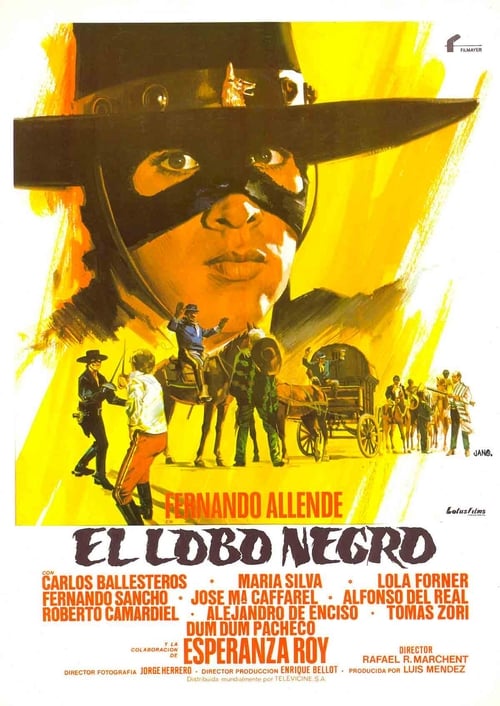 FILMAYER
JANO.
Lotusfilms
FERNANDO ALLENDE
EN
EL LOBO NEGRO
CON
CARLOS BALLESTEROS • MARIA SILVA • LOLA FORNER
FERNANDO SANCHO • JOSE Mª CAFFAREL • ALFONSO DEL REAL
ROBERTO CAMARDIEL • ALEJANDRO DE ENCISO • TOMAS ZORI
DUM DUM PACHECO
Y LA COLABORACION DE ESPERANZA ROY
DIRECTOR
RAFAEL R. MARCHENT
DIRECTOR FOTOGRAFIA JORGE HERRERO • DIRECTOR PRODUCCION ENRIQUE BELLOT • PRODUCIDA POR LUIS MENDEZ
Distribuida mundialmente por TELEVICINE S.A.